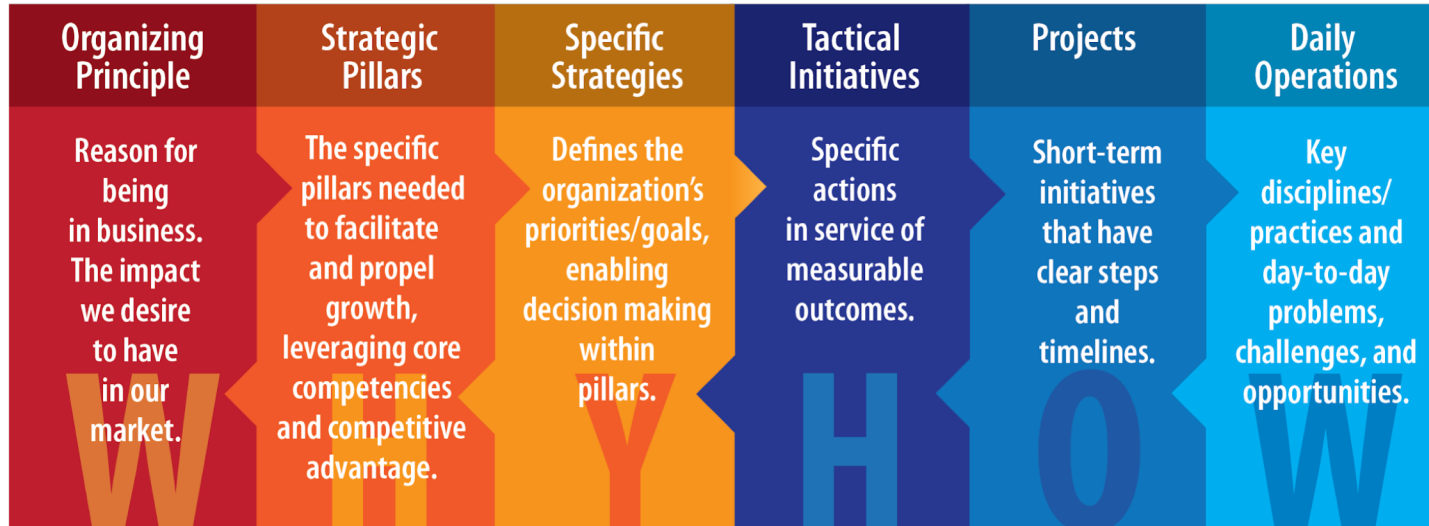 Organizing
Principle
Reason for
being
in business.
The impact
we desire
to have
in our
market.
Strategic
Pillars
The specific
pillars needed
to facilitate
and propel
growth,
leveraging core
competencies
and competitive
advantage.
Specific
Strategies
Defines the
organization's
priorities/goals,
enabling
decision making
within
pillars.
Tactical
Initiatives
Specific
actions
in service of
measurable
outcomes.
Projects
Short-term
initiatives
that have
clear steps
and
timelines.
Daily
Operations
Key
disciplines/
practices and
day-to-day
problems,
challenges, and
opportunities.
WHY HOW